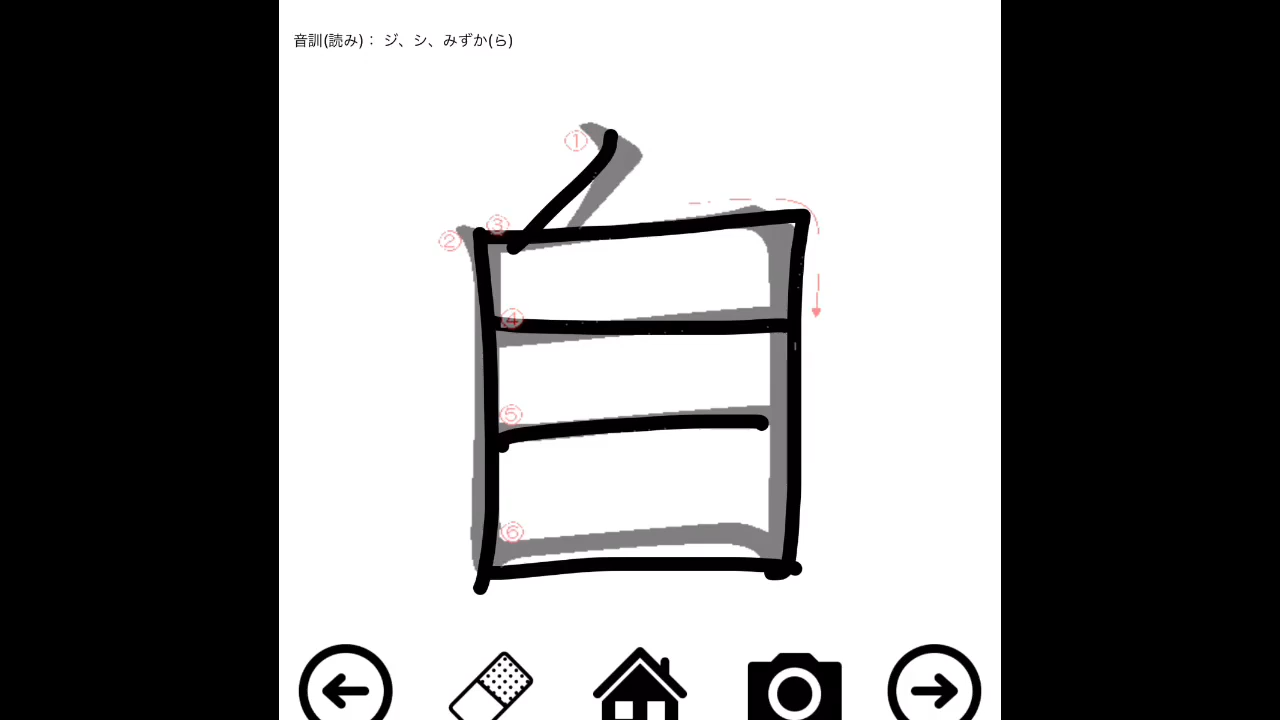 音訓(読み)： ジ、シ、みずか(ら)
①
② ③
④
⑤
⑥
自